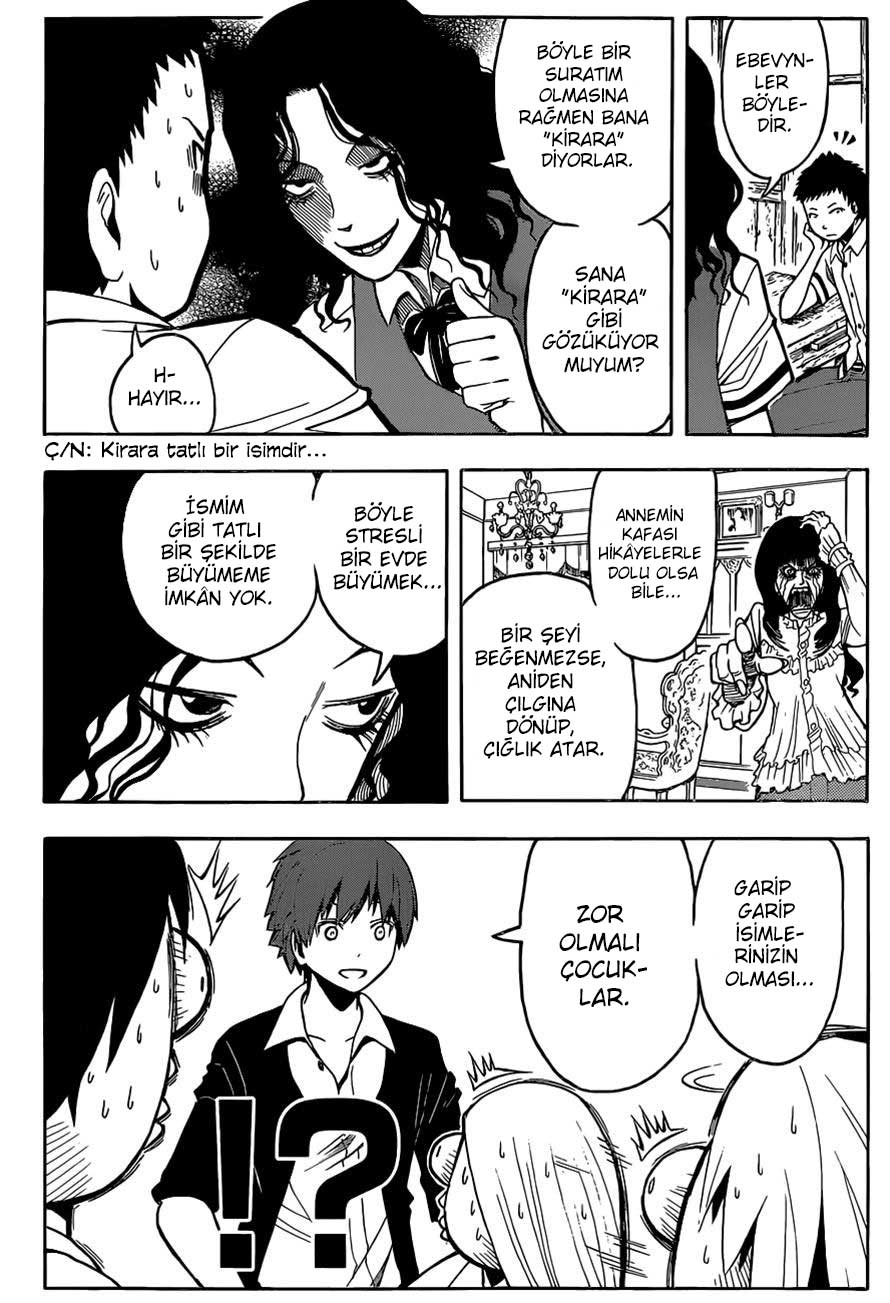 EBEVYN-
LER
BÖYLE-
DİR.
BÖYLE BİR
SURATIM
OLMASINA
RAĞMEN BANA
"KİRARA"
DİYORLAR.
SANA
"KİRARA"
GİBİ
GÖZÜKÜYOR
MUYUM?
H-
HAYIR...
Ç/N: Kirara tatlı bir isimdir...
ANNEMİN
KAFASI
HİKÂYELERLE
DOLU OLSA
BİLE...
BİR ŞEYİ
BEĞENMEZSE,
ANİDEN
ÇILGINA
DÖNÜP,
ÇIĞLIK ATAR.
BÖYLE
STRESLİ
BİR EVDE
BÜYÜMEK...
İSMİM
GİBİ TATLI
BİR ŞEKİLDE
BÜYÜMEME
İMKÂN YOK.
GARİP
GARİP
İSİMLE-
RİNİZİN
OLMASI...
ZOR
OLMALI
ÇOCUK-
LAR.
!?